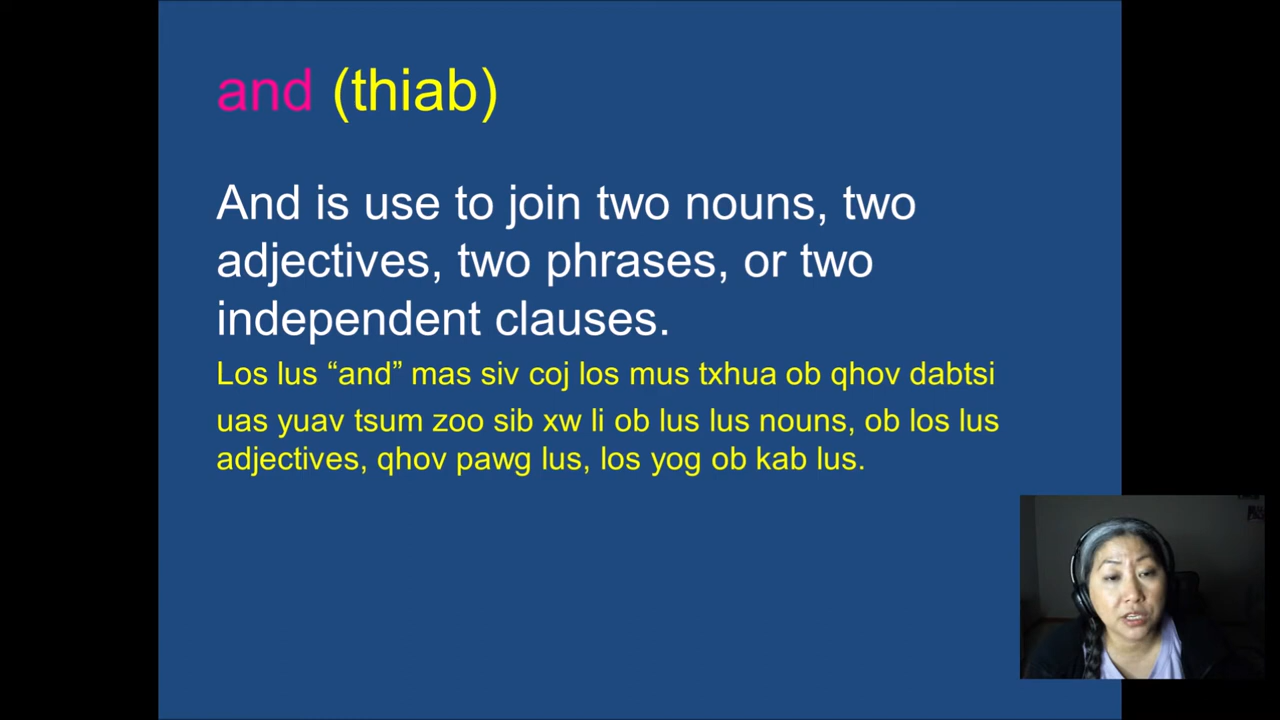 and (thiab)
And is use to join two nouns, two
adjectives, two phrases, or two
independent clauses.
Los lus “and” mas siv coj los mus txhua ob qhov dabtsi
uas yuav tsum zoo sib xw li ob lus lus nouns, ob los lus
adjectives, qhov pawg lus, los yog ob kab lus.